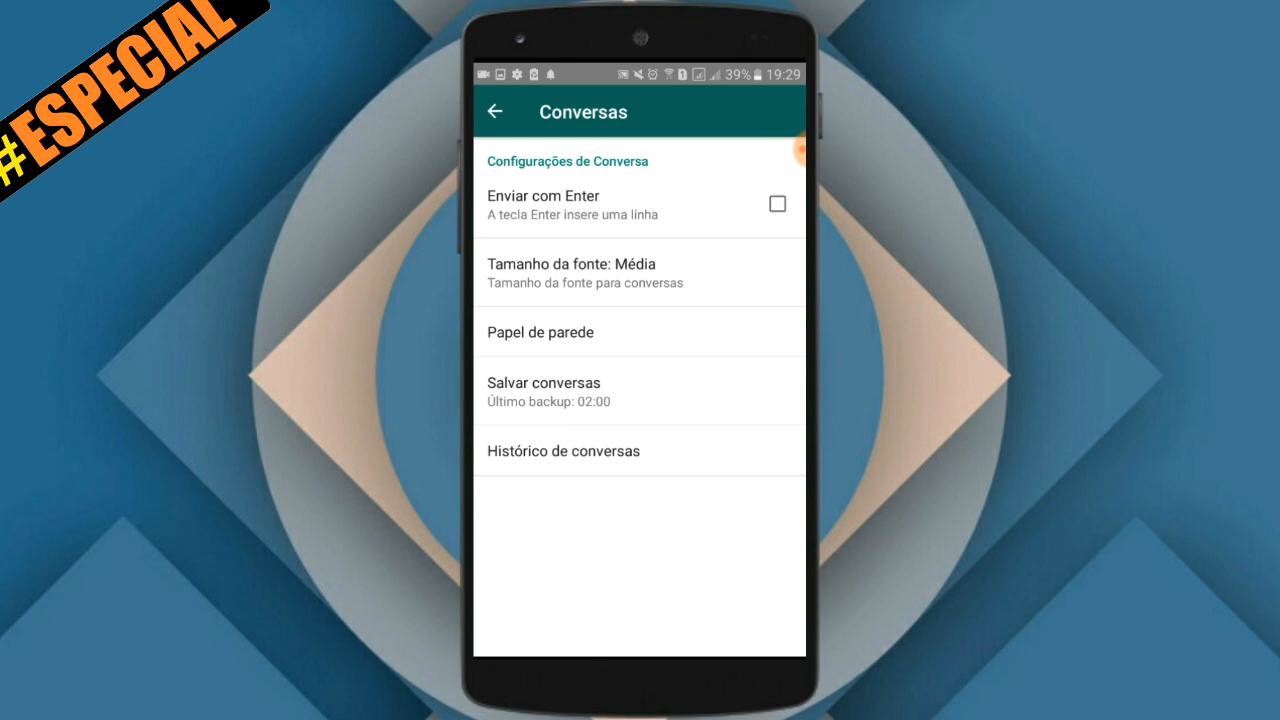 #ESPECIAL
39% 19:29
Conversas
Configurações de Conversa
Enviar com Enter
A tecla Enter insere uma linha
Tamanho da fonte: Média
Tamanho da fonte para conversas
Papel de parede
Salvar conversas
Último backup: 02:00
Histórico de conversas